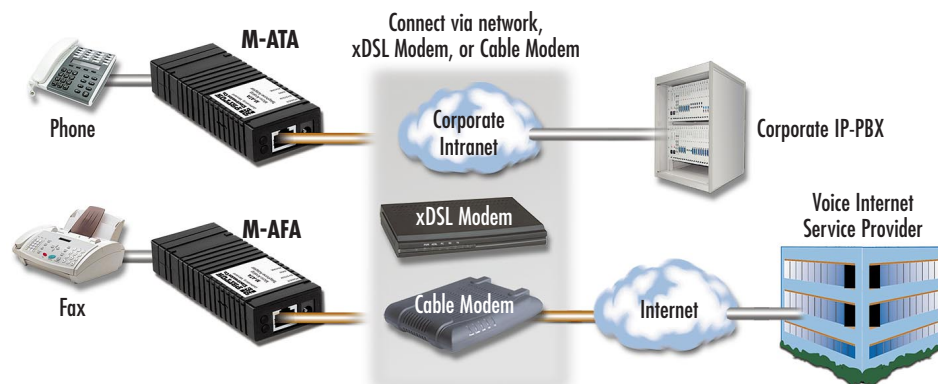 Connect via network,
xDSL Modem, or Cable Modem
M-ATA
Phone
Corporate
Intranet
Corporate IP-PBX
xDSL Modem
Voice Internet
Service Provider
M-AFA
Fax
Cable Modem
Internet